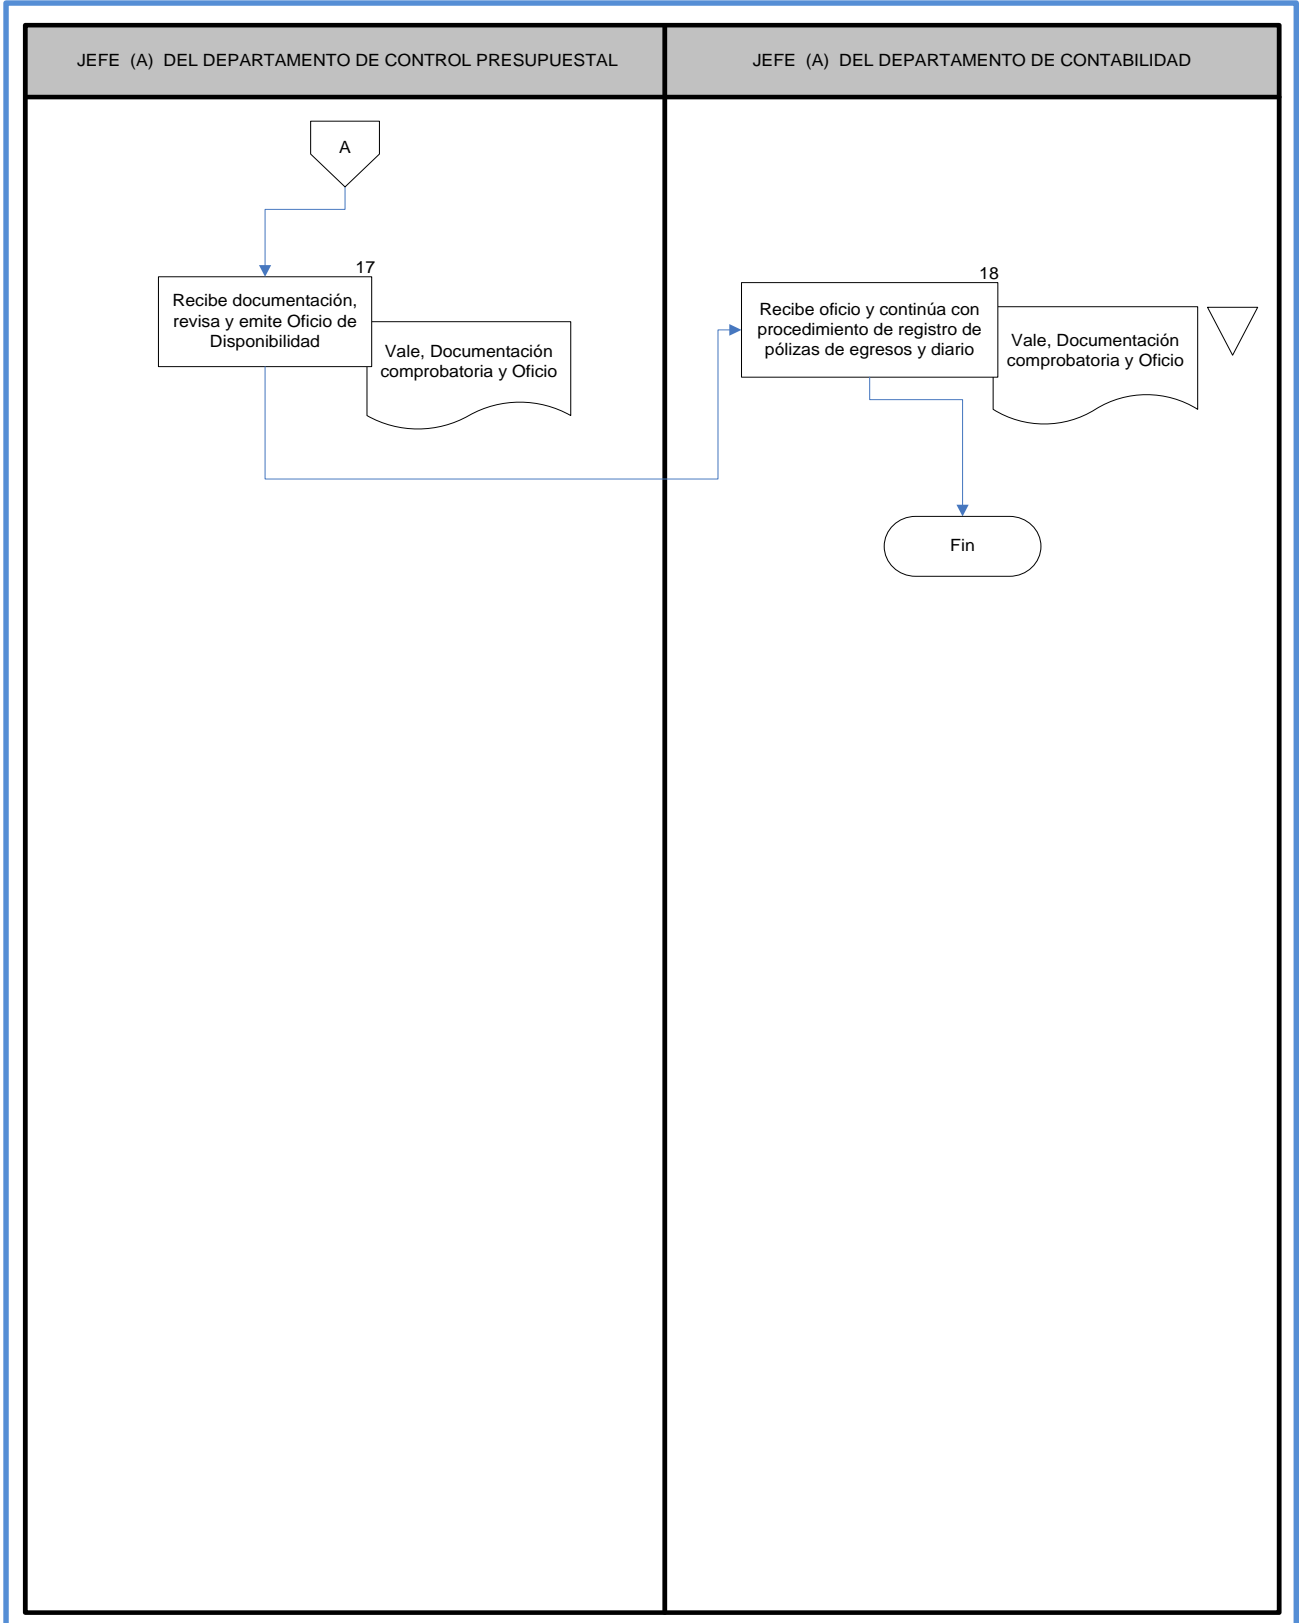 JEFE (A) DEL DEPARTAMENTO DE CONTROL PRESUPUESTAL
JEFE (A) DEL DEPARTAMENTO DE CONTABILIDAD
A
17
Recibe documentación,
revisa y emite Oficio de
Disponibilidad
Vale, Documentación
comprobatoria y Oficio
18
Recibe oficio y continúa con
procedimiento de registro de
pólizas de egresos y diario
Vale, Documentación
comprobatoria y Oficio
Fin